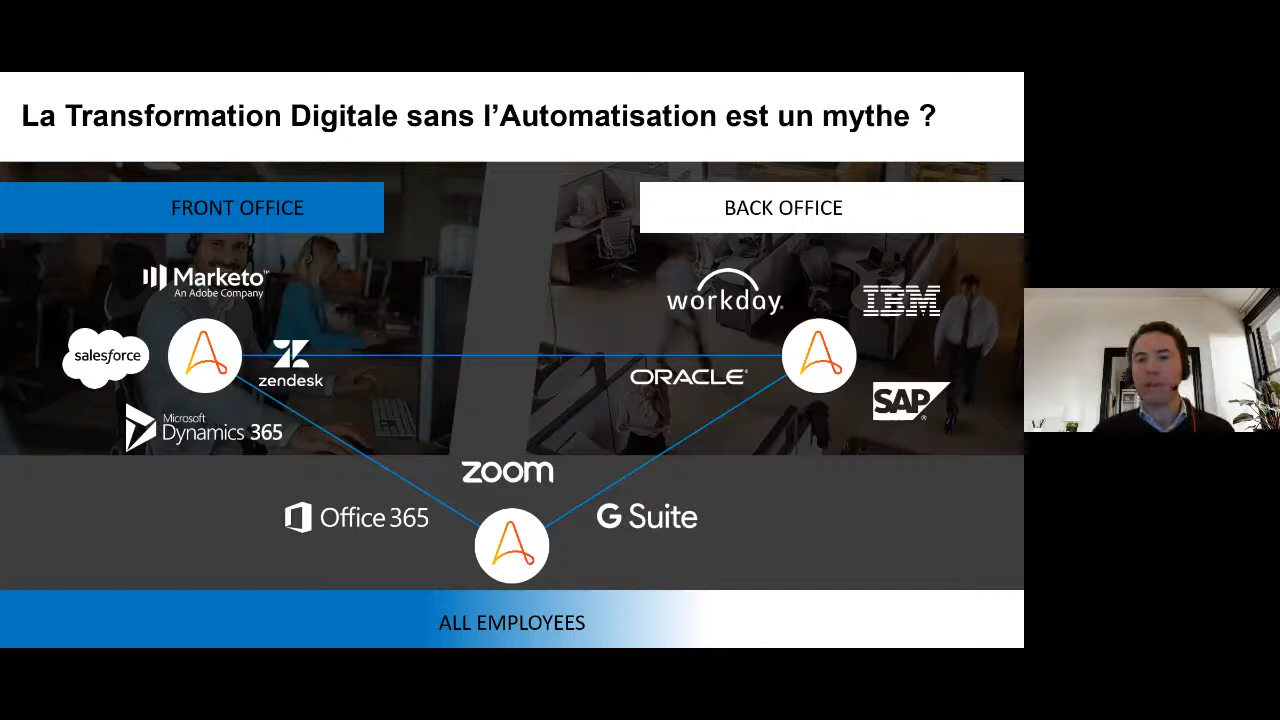 La Transformation Digitale sans l’Automatisation est un mythe ?
FRONT OFFICE
BACK OFFICE
Marketo™
An Adobe Company
salesforce
zendesk
Microsoft
Dynamics 365
workday.
IBM
ORACLE®
SAP®
zoom
Office 365
G Suite
ALL EMPLOYEES